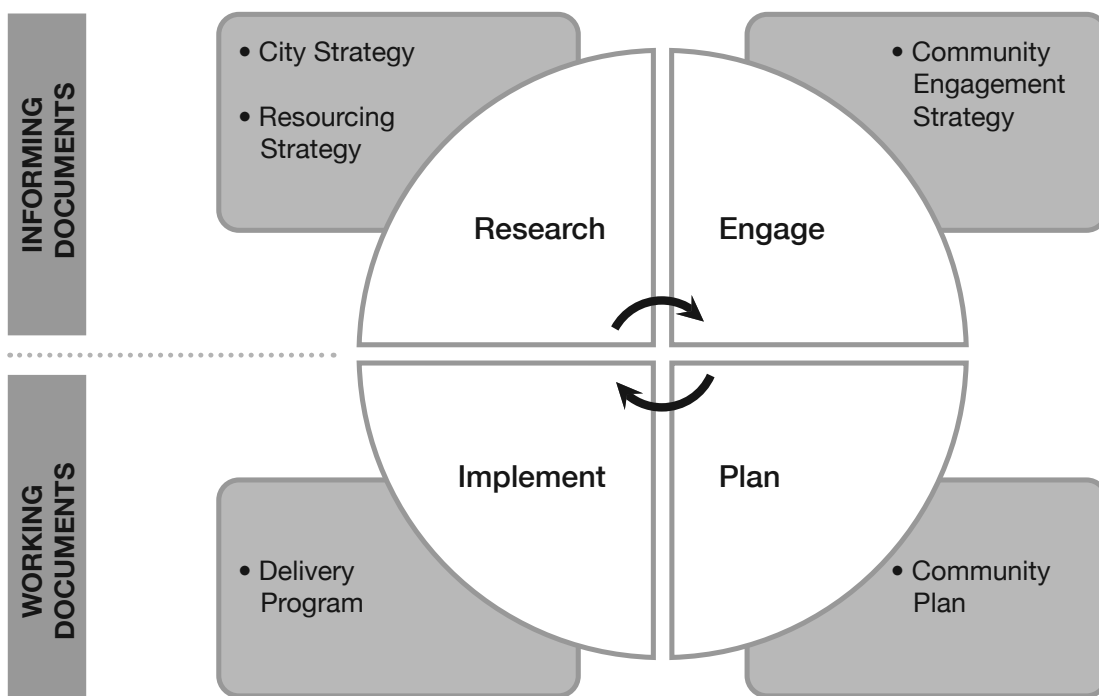 INFORMING
DOCUMENTS
• City Strategy
• Resourcing
Strategy
• Community
Engagement
Strategy
Research
Engage
WORKING
DOCUMENTS
Implement
Plan
• Delivery
Program
• Community
Plan